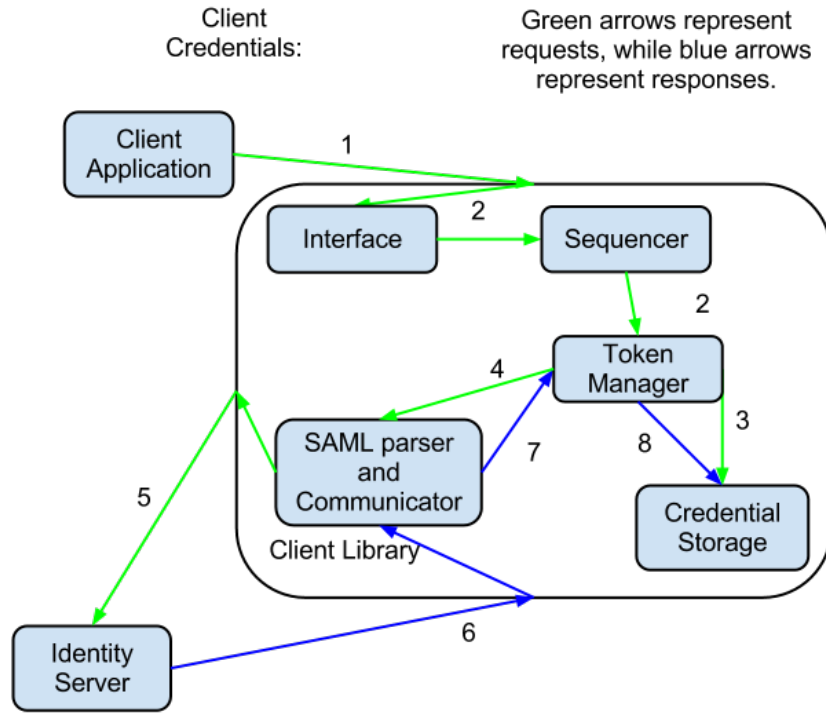 Client
Credentials:
Green arrows represent
requests, while blue arrows
represent responses.
Client
Application
1
Interface
2
Sequencer
2
Token
Manager
4
3
SAML parser
and
Communicator
7
8
5
Credential
Storage
Client Library
6
Identity
Server